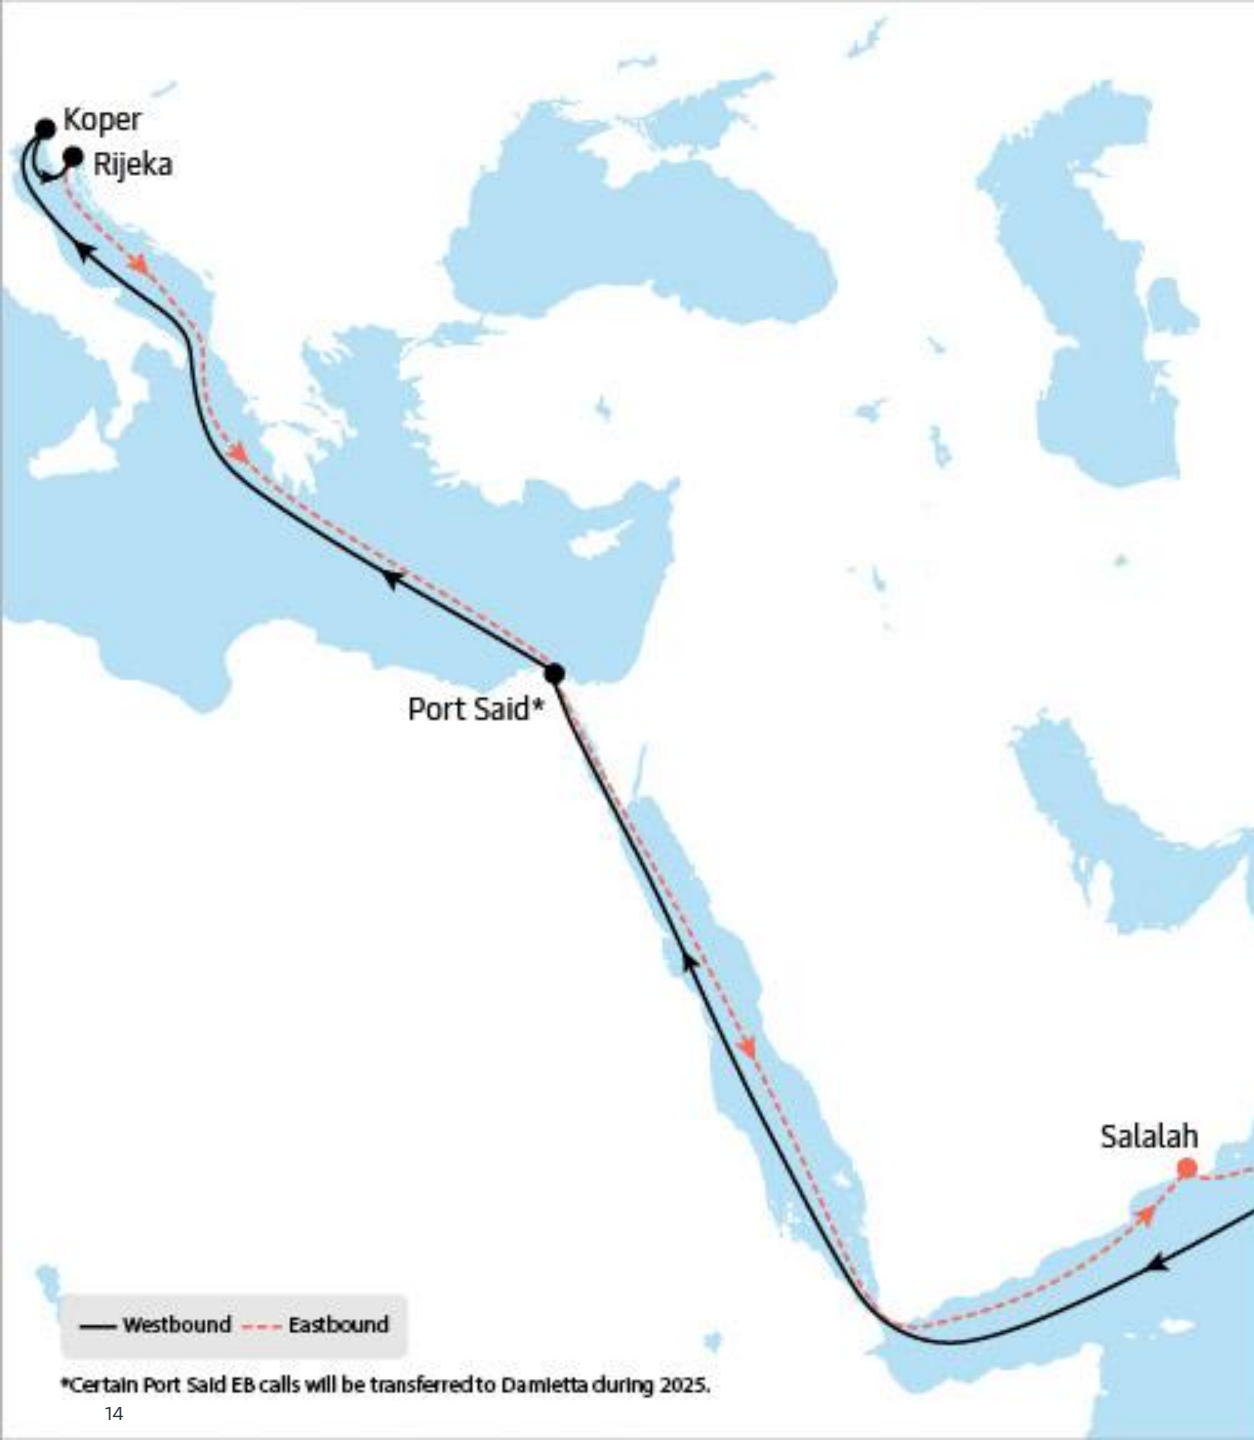 Koper
Rijeka
Port Said*
Salalah
Westbound
Eastbound
*Certain Port Said EB calls will be transferred to Damietta during 2025.
14